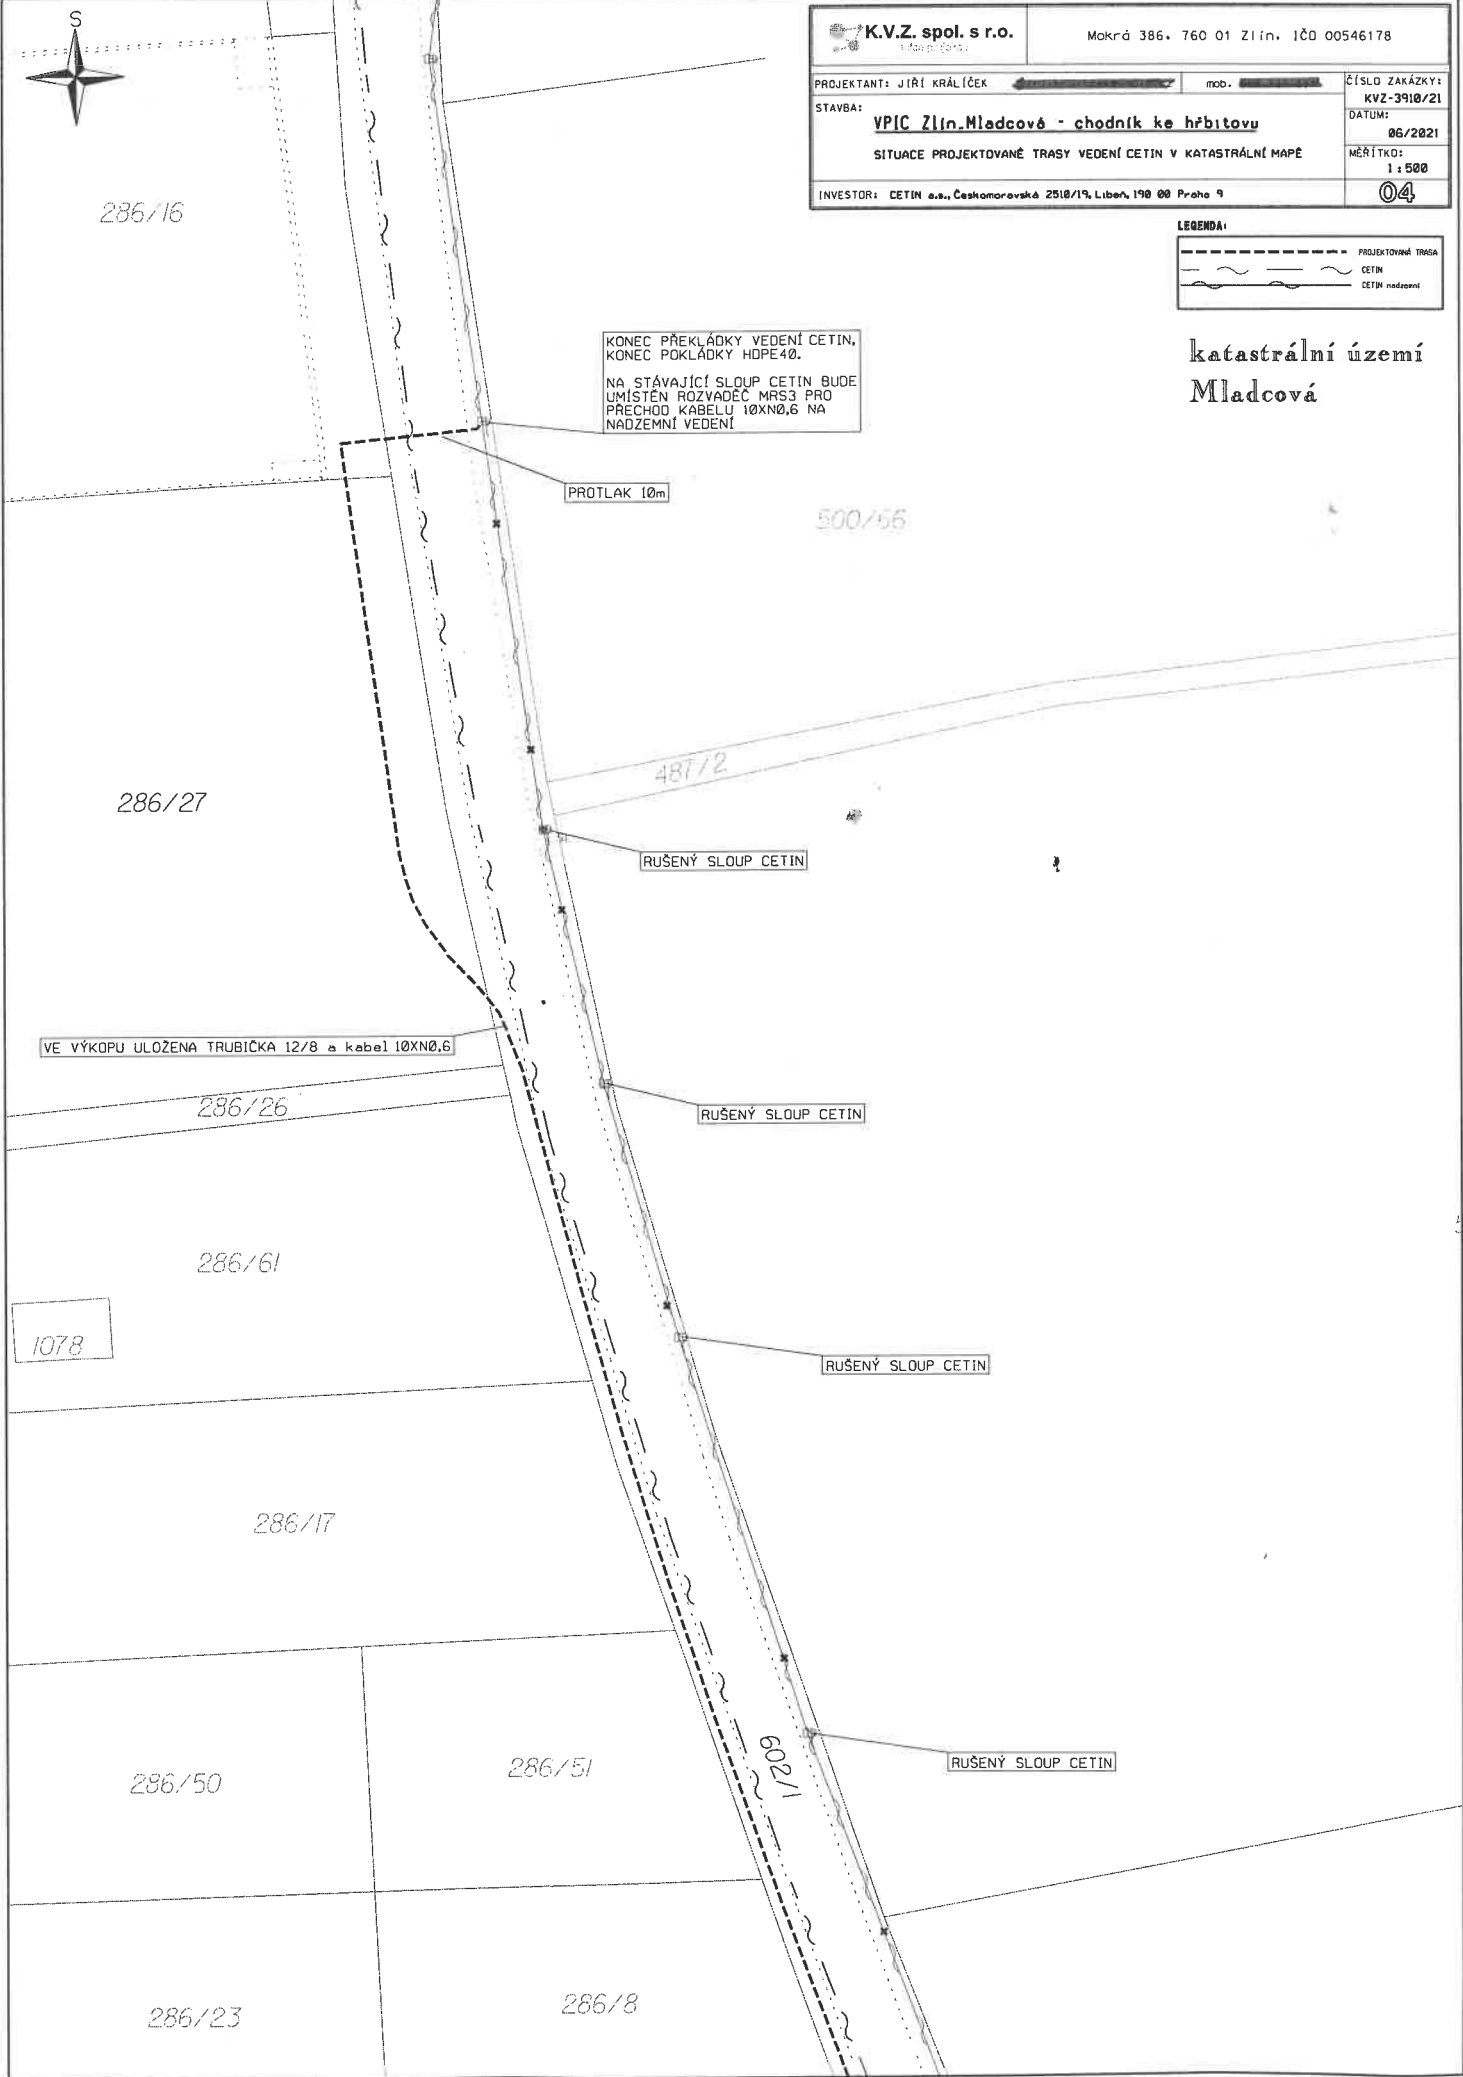 S
K.V.Z. spol. s r.o.
Mokrá 386, 760 01 Zlín, IČO 00546178
PROJEKTANT: JIŘÍ KRÁLÍČEK
mob.
ČÍSLO ZAKÁZKY:
KVZ-3910/21
STAVBA:
VPIC Zlín,Mladcová - chodník ke hřbitovu
DATUM:
06/2021
SITUACE PROJEKTOVANÉ TRASY VEDENÍ CETIN V KATASTRÁLNÍ MAPĚ
MĚŘÍTKO:
1:500
INVESTOR: CETIN a.s., Českomoravská 2510/19, Libeň, 190 00 Praha 9
04
LEGENDA:
PROJEKTOVANÁ TRASA
CETIN
CETIN nadzemní
katastrální území
Mladcová
286/16
KONEC PŘEKLÁDKY VEDENÍ CETIN,
KONEC POKLÁDKY HDPE40.
NA STÁVAJÍCÍ SLOUP CETIN BUDE
UMÍSTĚN ROZVADĚČ MRS3 PRO
PŘECHOD KABELU 10XN0,6 NA
NADZEMNÍ VEDENÍ
PROTLAK 10m
500/66
487/2
286/27
RUŠENÝ SLOUP CETIN
VE VÝKOPU ULOŽENA TRUBIČKA 12/8 a kabel 10XN0,6
286/26
RUŠENÝ SLOUP CETIN
286/61
1078
RUŠENÝ SLOUP CETIN
286/17
602/1
286/50
286/51
RUŠENÝ SLOUP CETIN
286/23
286/8